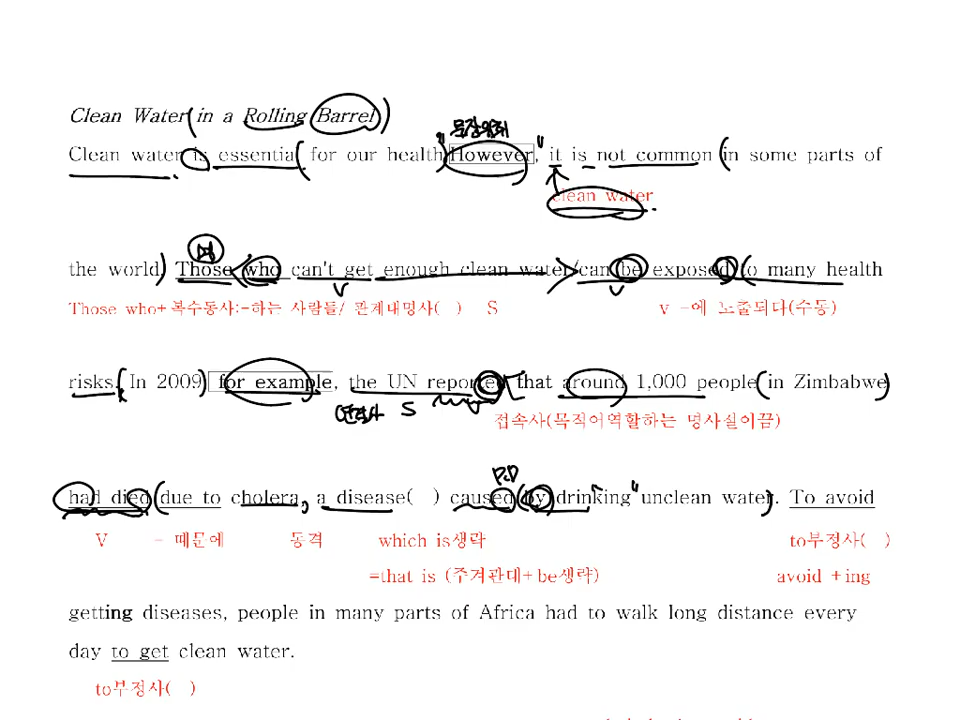 Clean Water in a Rolling Barrel
문장위치
Clean water is essential for our health However, it is not common in some parts of
clean water
the world. Those who can't get enough clean water/can be exposed to many health
Those who+복수동사:-하는 사람들/ 관계대명사( ) S v -에 노출되다(수동)
V V
risks. In 2009 for example, the UN reported that around 1,000 people in Zimbabwe
연결사 S 접속사(목적어역할하는 명사절이끔)
P.P
had died due to cholera, a disease( ) caused by drinking unclean water. To avoid
V - 때문에 동격 which is생략 to부정사( )
=that is (주격관대+be생략) avoid +ing
getting diseases, people in many parts of Africa had to walk long distance every
day to get clean water.
to부정사( )